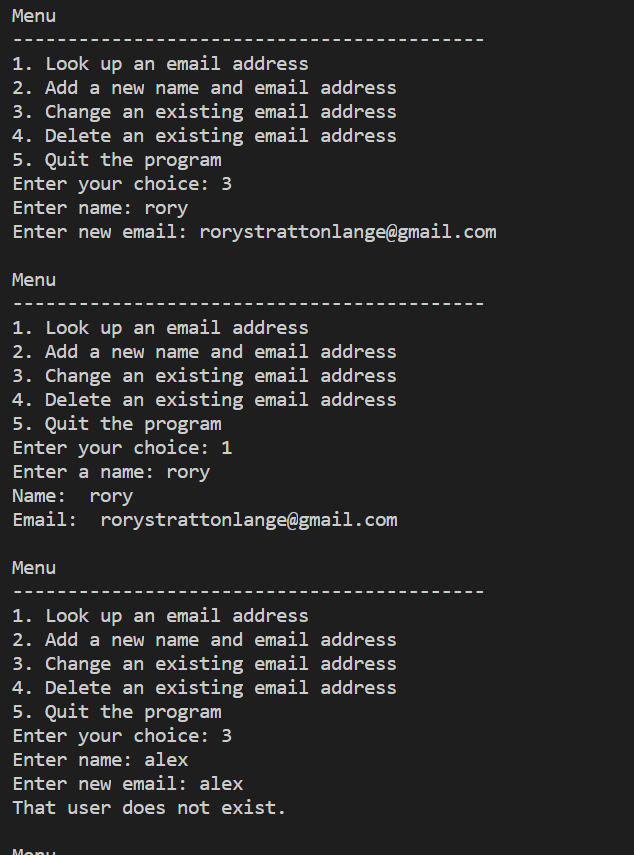 Menu
-------------------------------------------
1. Look up an email address
2. Add a new name and email address
3. Change an existing email address
4. Delete an existing email address
5. Quit the program
Enter your choice: 3
Enter name: rory
Enter new email: rorystrattonlange@gmail.com

Menu
-------------------------------------------
1. Look up an email address
2. Add a new name and email address
3. Change an existing email address
4. Delete an existing email address
5. Quit the program
Enter your choice: 1
Enter a name: rory
Name:  rory
Email:  rorystrattonlange@gmail.com

Menu
-------------------------------------------
1. Look up an email address
2. Add a new name and email address
3. Change an existing email address
4. Delete an existing email address
5. Quit the program
Enter your choice: 3
Enter name: alex
Enter new email: alex
That user does not exist.

Menu